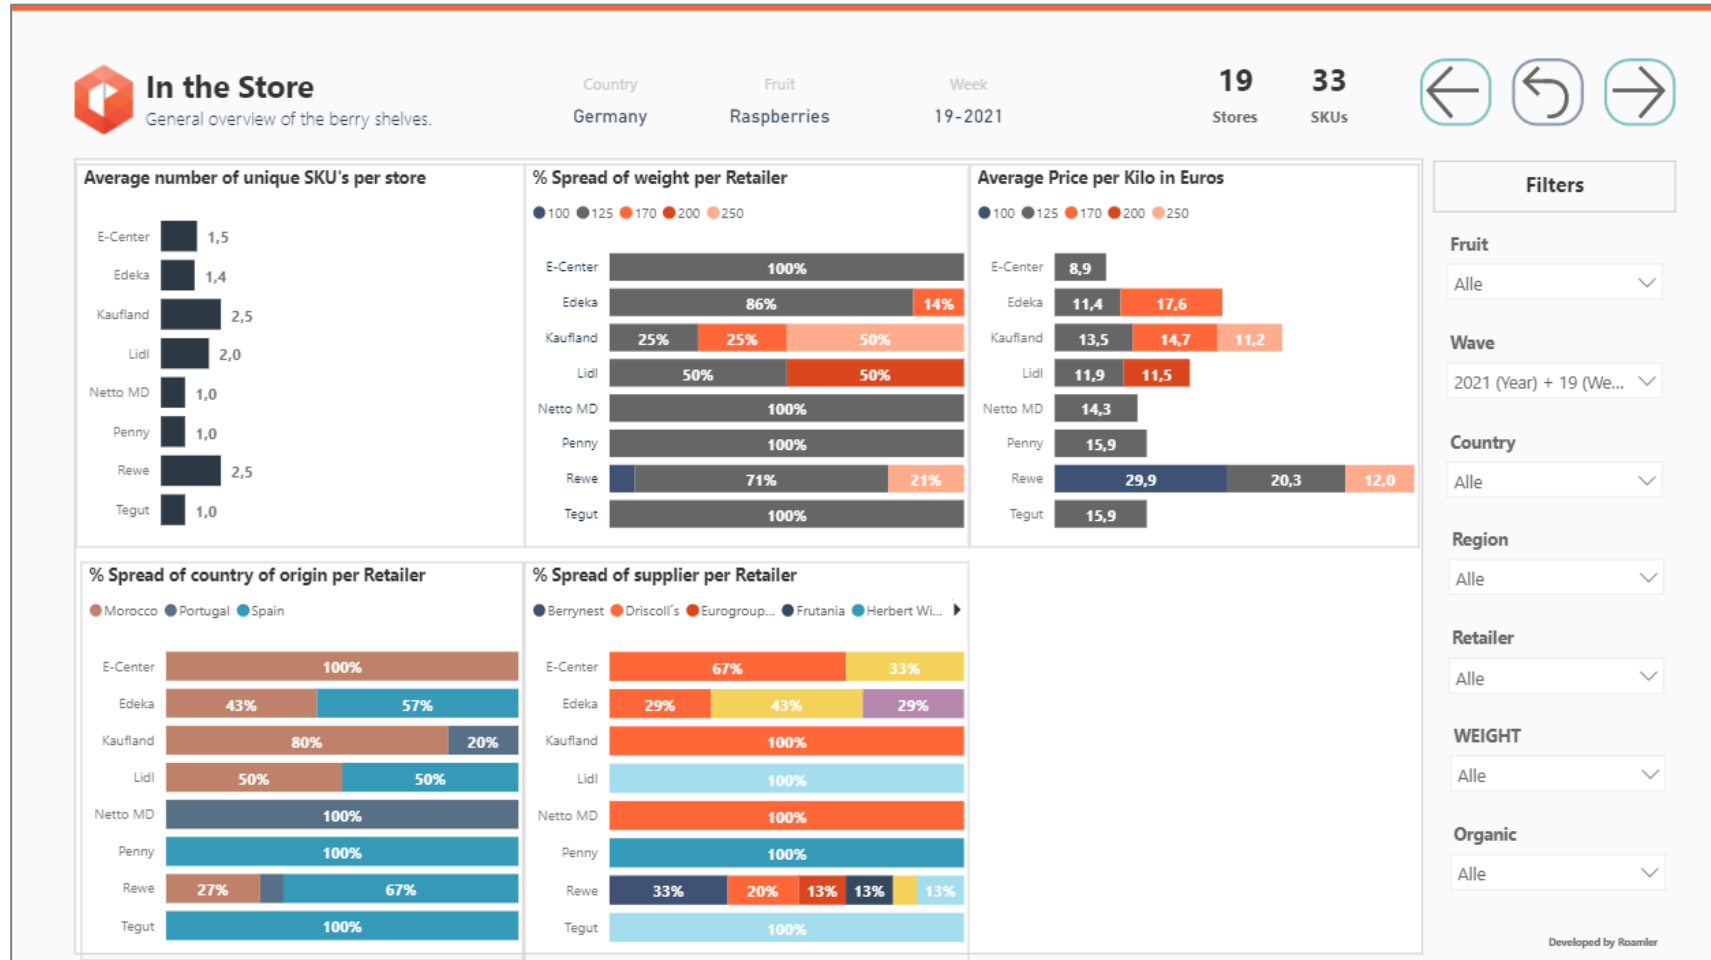 In the Store
General overview of the berry shelves.
Country
Germany
Fruit
Raspberries
Week
19-2021
19
Stores
33
SKUs
Average number of unique SKU's per store
E-Center 1,5
Edeka 1,4
Kaufland 2,5
Lidl 2,0
Netto MD 1,0
Penny 1,0
Rewe 2,5
Tegut 1,0
% Spread of weight per Retailer
100 125 170 200 250
E-Center 100%
Edeka 86% 14%
Kaufland 25% 25% 50%
Lidl 50% 50%
Netto MD 100%
Penny 100%
Rewe 71% 21%
Tegut 100%
Average Price per Kilo in Euros
100 125 170 200 250
E-Center 8,9
Edeka 11,4 17,6
Kaufland 13,5 14,7 11,2
Lidl 11,9 11,5
Netto MD 14,3
Penny 15,9
Rewe 29,9 20,3 12,0
Tegut 15,9
% Spread of country of origin per Retailer
Morocco Portugal Spain
E-Center 100%
Edeka 43% 57%
Kaufland 80% 20%
Lidl 50% 50%
Netto MD 100%
Penny 100%
Rewe 27% 67%
Tegut 100%
% Spread of supplier per Retailer
Berrynest Driscoll´s Eurogroup... Frutania Herbert Wi...
E-Center 67% 33%
Edeka 29% 43% 29%
Kaufland 100%
Lidl 100%
Netto MD 100%
Penny 100%
Rewe 33% 20% 13% 13% 13%
Tegut 100%
Filters
Fruit
Alle
Wave
2021 (Year) + 19 (We...
Country
Alle
Region
Alle
Retailer
Alle
WEIGHT
Alle
Organic
Alle
Developed by Roamler